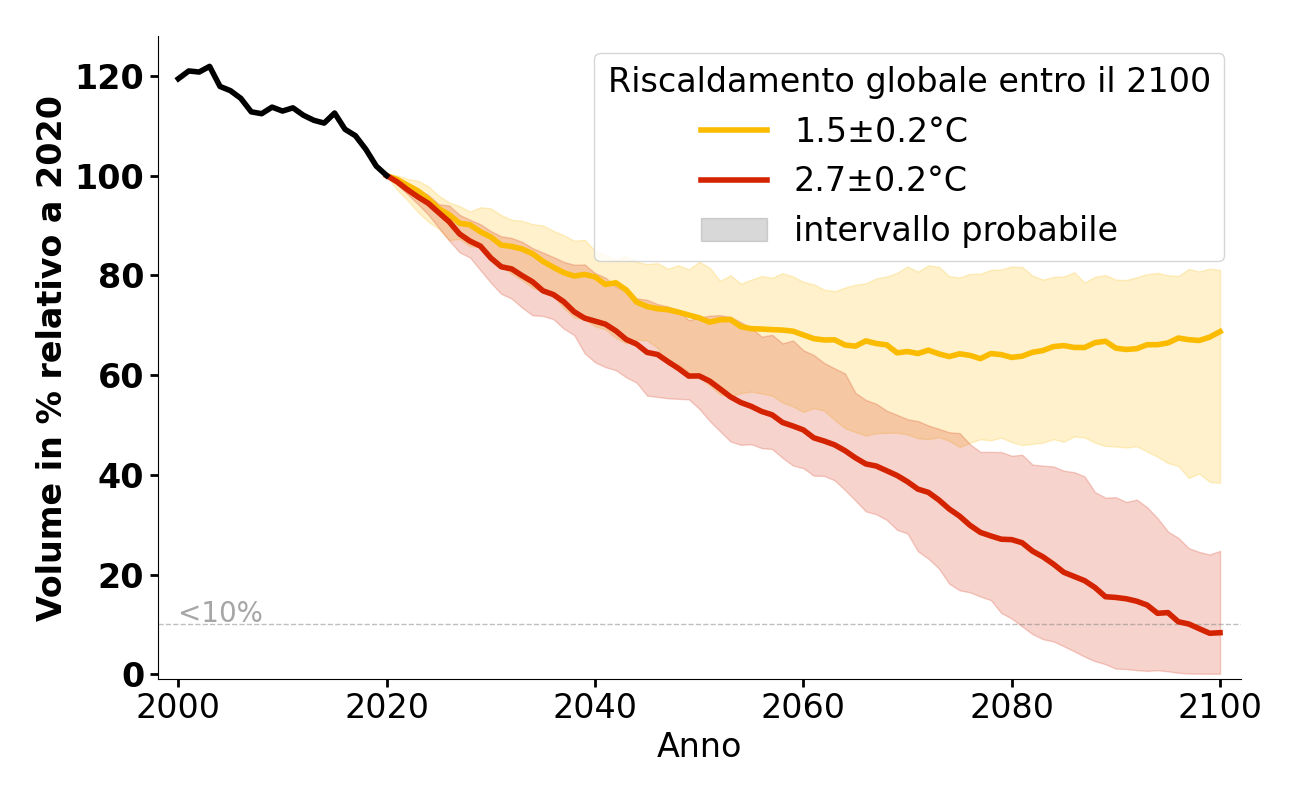 Volume in % relativo a 2020
120
100
80
60
40
20
0
Riscaldamento globale entro il 2100
1.5±0.2°C
2.7±0.2°C
intervallo probabile
<10%
2000 2020 2040 2060 2080 2100
Anno